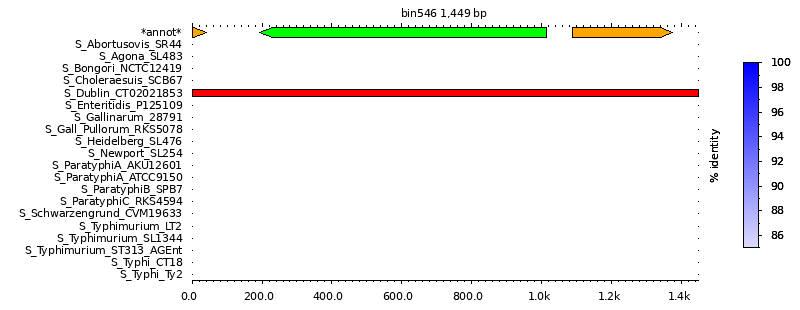 bin546 1,449 bp
*annot*
S_Abortusovis_SR44
S_Agona_SL483
S_Bongori_NCTC12419
S_Choleraesuis_SCB67
S_Dublin_CT02021853
S_Enteritidis_P125109
S_Gallinarum_28791
S_Gall_Pullorum_RKS5078
S_Heidelberg_SL476
S_Newport_SL254
S_ParatyphiA_AKU12601
S_ParatyphiA_ATCC9150
S_ParatyphiB_SPB7
S_ParatyphiC_RKS4594
S_Schwarzengrund_CVM19633
S_Typhimurium_LT2
S_Typhimurium_SL1344
S_Typhimurium_ST313_AGEnt
S_Typhi_CT18
S_Typhi_Ty2
0.0 200.0 400.0 600.0 800.0 1.0k 1.2k 1.4k
100
98
96
94
92
90
88
86
% identity